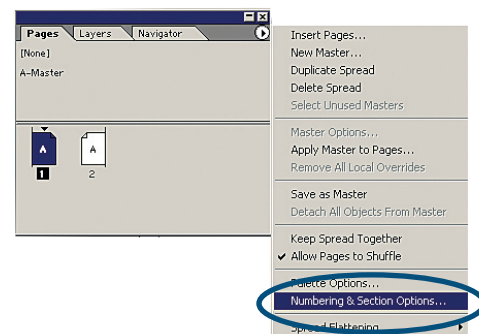 Pages Layers Navigator
[None]
A-Master
A A
1 2
Insert Pages...
New Master...
Duplicate Spread
Delete Spread
Select Unused Masters
Master Options...
Apply Master to Pages...
Remove All Local Overrides
Save as Master
Detach All Objects From Master
Keep Spread Together
Allow Pages to Shuffle
Palette Options...
Numbering & Section Options...
Spread Flattening